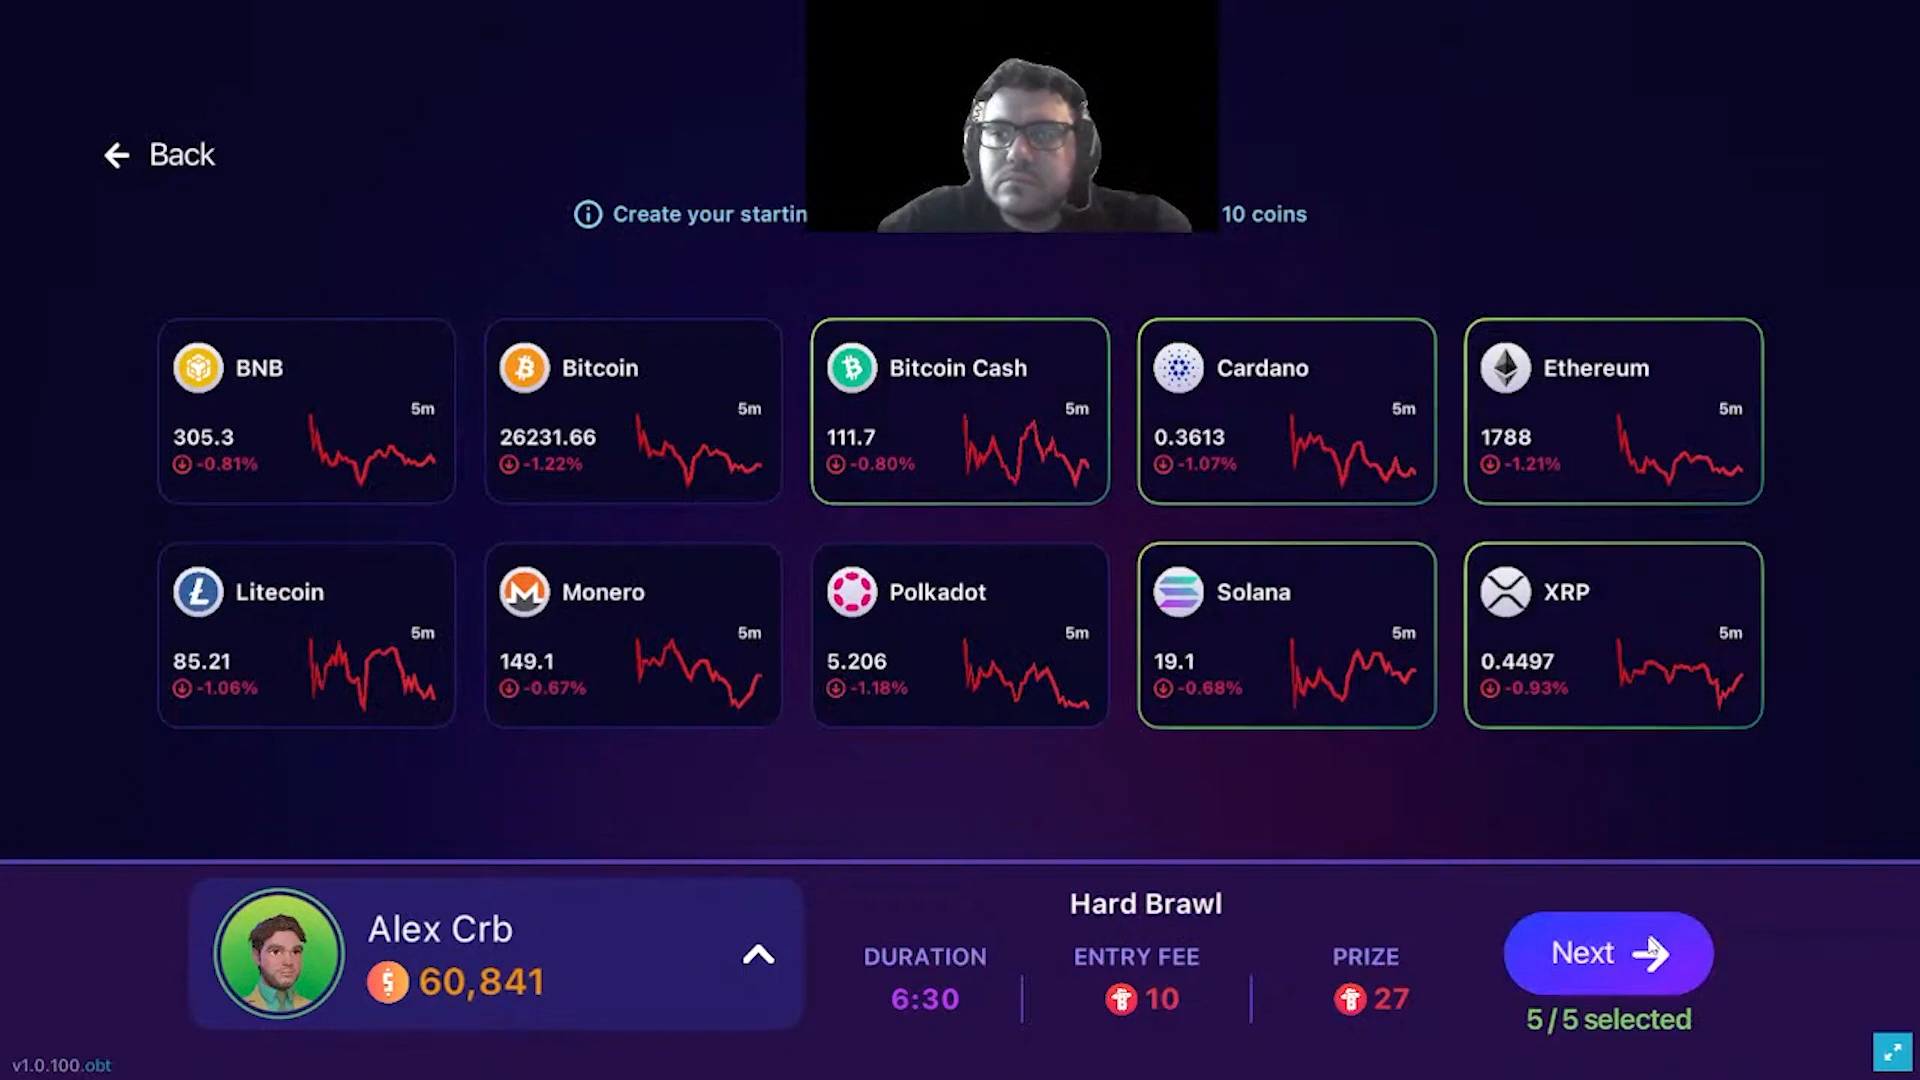 Back
Create your startin
10 coins
BNB
5m
305.3
-0.81%
Bitcoin
5m
26231.66
-1.22%
Bitcoin Cash
5m
111.7
-0.80%
Cardano
5m
0.3613
-1.07%
Ethereum
5m
1788
-1.21%
Litecoin
5m
85.21
-1.06%
Monero
5m
149.1
-0.67%
Polkadot
5m
5.206
-1.18%
Solana
5m
19.1
-0.68%
XRP
5m
0.4497
-0.93%
Alex Crb
60,841
Hard Brawl
DURATION
6:30
ENTRY FEE
10
PRIZE
27
Next
5/5 selected
v1.0.100.obt